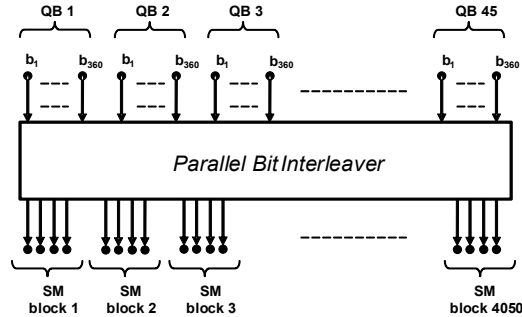 QB 1 QB 2 QB 3 QB 45
b1 b360 b1 b360 b1 b360 b1 b360
Parallel Bit Interleaver
SM SM SM SM
block 1 block 2 block 3 block 4050